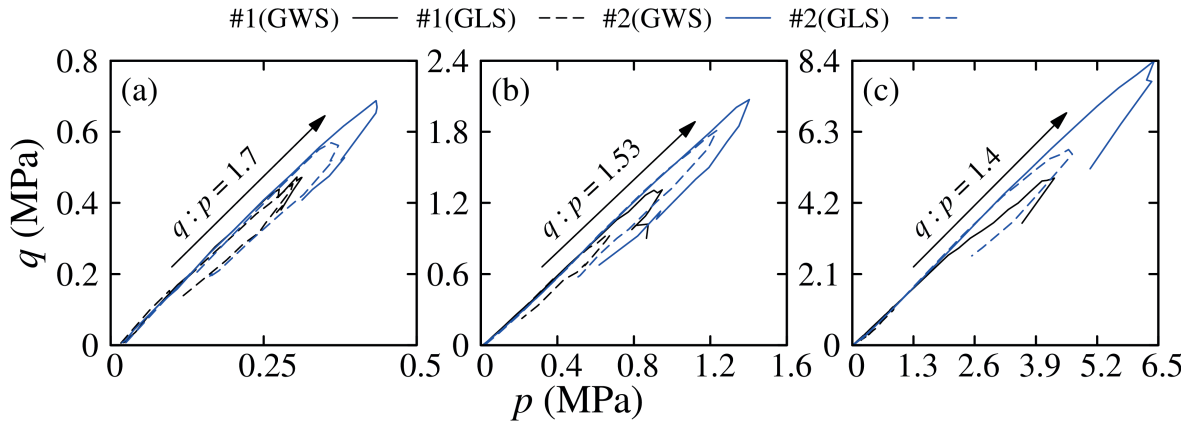 #1(GWS) #1(GLS) #2(GWS) #2(GLS)
q (MPa)
(a)
0.8
0.6
0.4
0.2
0
q : p = 1.7
0 0.25 0.5
(b)
2.4
1.8
1.2
0.6
0
q : p = 1.53
0 0.4 0.8 1.2 1.6
(c)
8.4
6.3
4.2
2.1
0
q : p = 1.4
0 1.3 2.6 3.9 5.2 6.5
p (MPa)